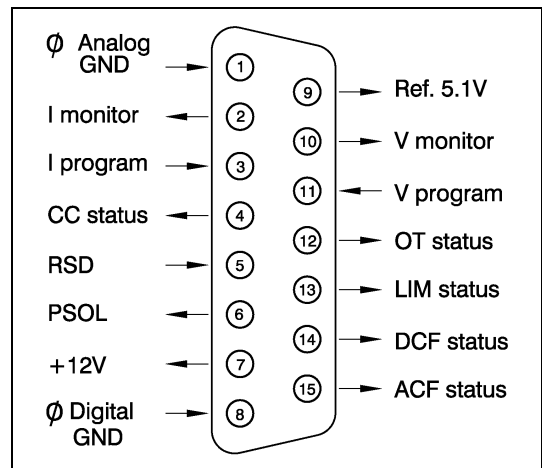 Ø Analog
GND
1
I monitor
2
I program
3
CC status
4
RSD
5
PSOL
6
+12V
7
Ø Digital
GND
8
9
Ref. 5.1V
10
V monitor
11
V program
12
OT status
13
LIM status
14
DCF status
15
ACF status